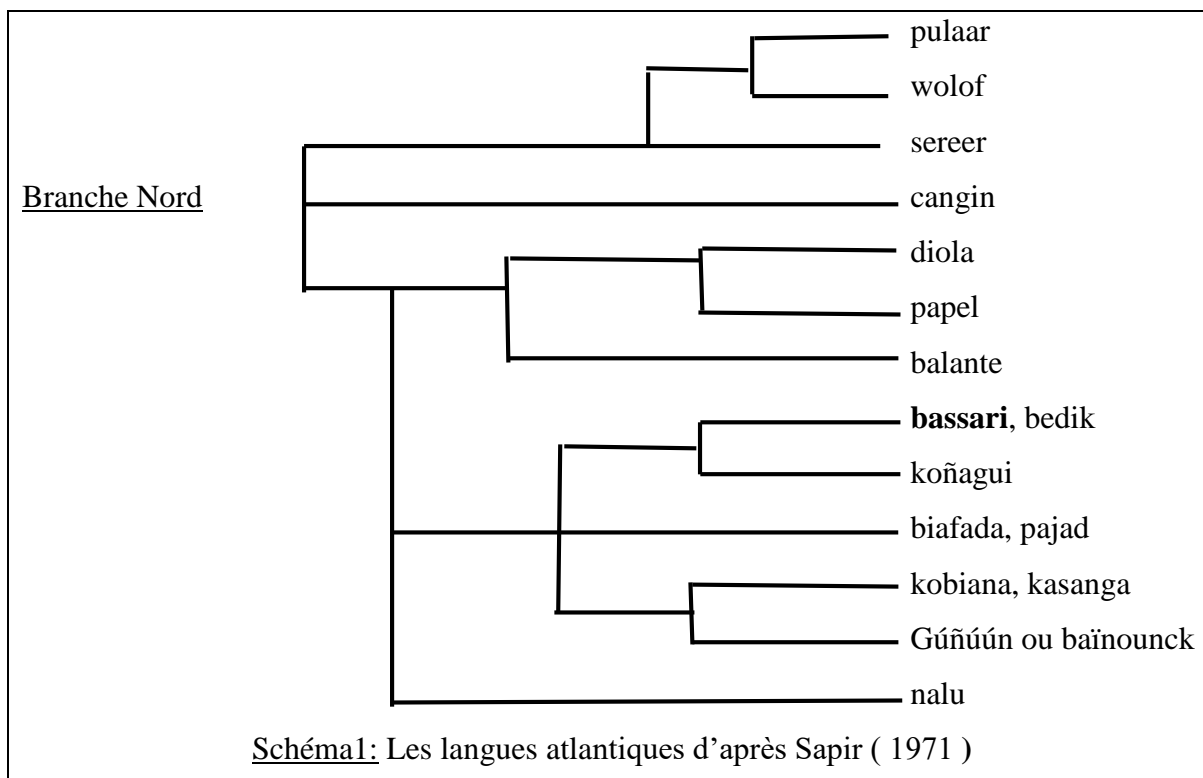 pulaar
wolof
sereer
Branche Nord
cangin
diola
papel
balante
bassari, bedik
koñagui
biafada, pajad
kobiana, kasanga
Gúñúún ou baïnounck
nalu
Schéma1: Les langues atlantiques d’après Sapir ( 1971 )